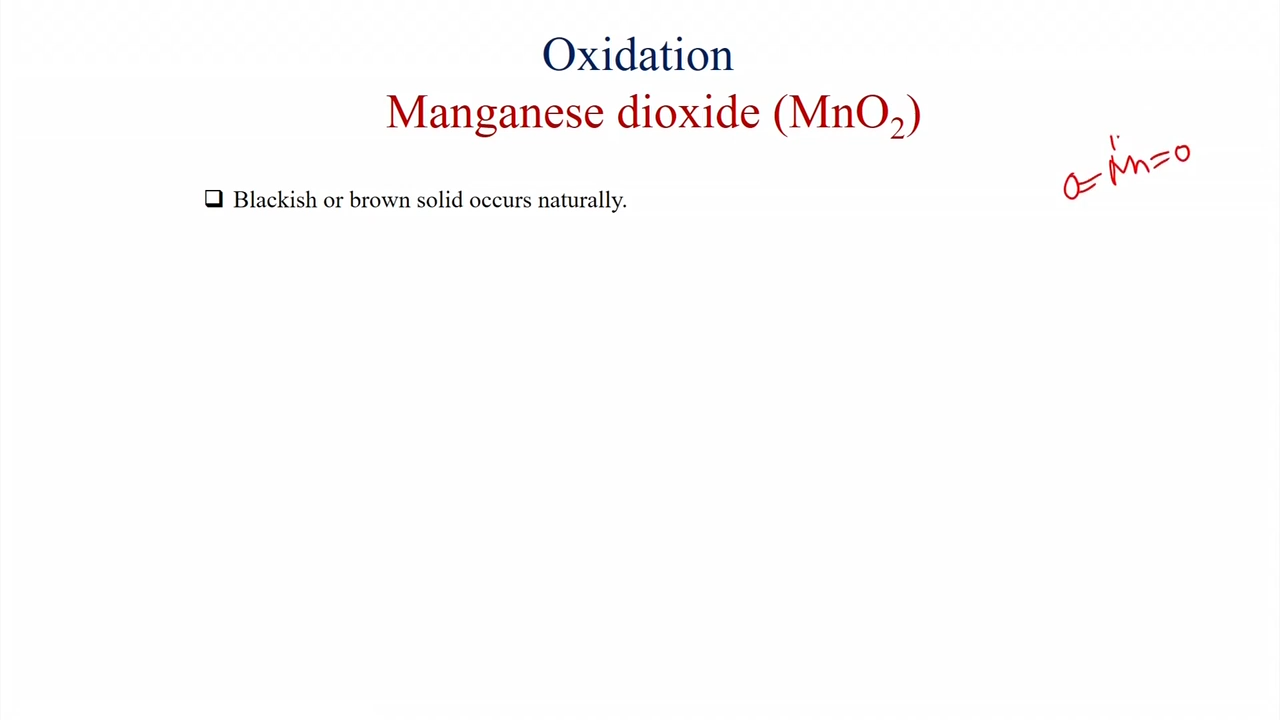 Oxidation
Manganese dioxide (MnO₂)
Blackish or brown solid occurs naturally.
O=Mn=O